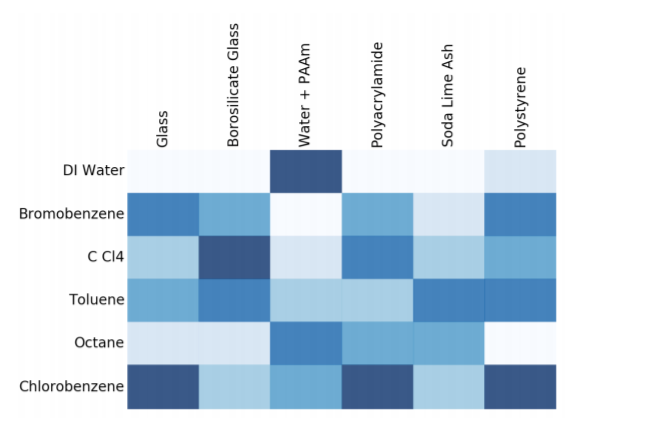 Glass
Borosilicate Glass
Water + PAAm
Polyacrylamide
Soda Lime Ash
Polystyrene
DI Water
Bromobenzene
C Cl4
Toluene
Octane
Chlorobenzene